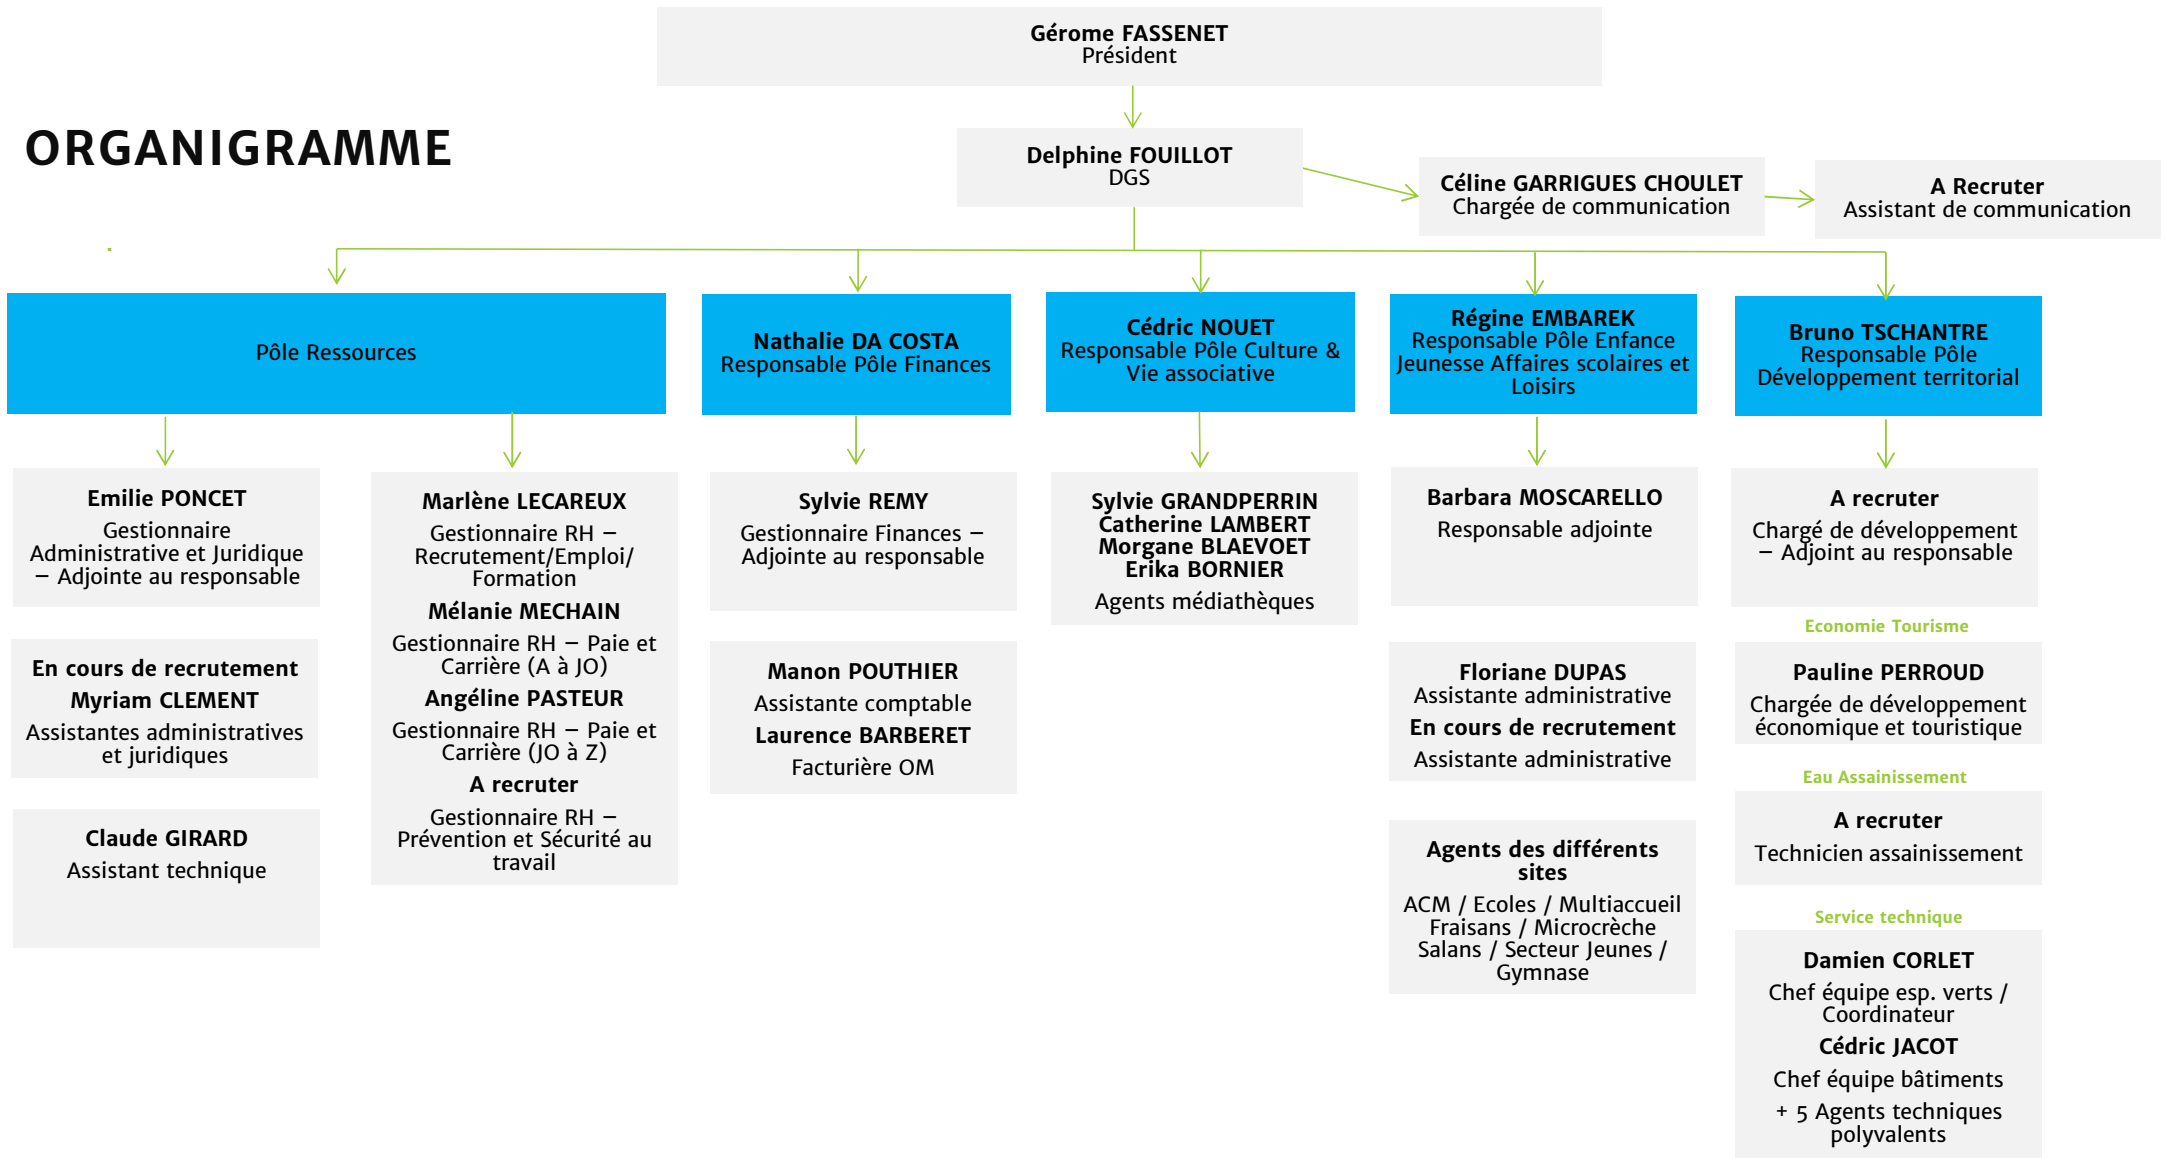 Gérome FASSENET
Président
ORGANIGRAMME
Delphine FOUILLOT
DGS
Céline GARRIGUES CHOULET
Chargée de communication
A Recruter
Assistant de communication
Pôle Ressources
Nathalie DA COSTA
Responsable Pôle Finances
Cédric NOUET
Responsable Pôle Culture &
Vie associative
Régine EMBAREK
Responsable Pôle Enfance
Jeunesse Affaires scolaires et
Loisirs
Bruno TSCHANTRE
Responsable Pôle
Développement territorial
Emilie PONCET
Gestionnaire
Administrative et Juridique
– Adjointe au responsable
En cours de recrutement
Myriam CLEMENT
Assistantes administratives
et juridiques
Claude GIRARD
Assistant technique
Marlène LECAREUX
Gestionnaire RH –
Recrutement/Emploi/
Formation
Mélanie MECHAIN
Gestionnaire RH – Paie et
Carrière (A à JO)
Angéline PASTEUR
Gestionnaire RH – Paie et
Carrière (JO à Z)
A recruter
Gestionnaire RH –
Prévention et Sécurité au
travail
Sylvie REMY
Gestionnaire Finances –
Adjointe au responsable
Manon POUTHIER
Assistante comptable
Laurence BARBERET
Facturière OM
Sylvie GRANDPERRIN
Catherine LAMBERT
Morgane BLAEVOET
Erika BORNIER
Agents médiathèques
Barbara MOSCARELLO
Responsable adjointe
Floriane DUPAS
Assistante administrative
En cours de recrutement
Assistante administrative
Agents des différents
sites
ACM / Ecoles / Multiaccueil
Fraisans / Microcrèche
Salans / Secteur Jeunes /
Gymnase
A recruter
Chargé de développement
– Adjoint au responsable
Economie Tourisme
Pauline PERROUD
Chargée de développement
économique et touristique
Eau Assainissement
A recruter
Technicien assainissement
Service technique
Damien CORLET
Chef équipe esp. verts /
Coordinateur
Cédric JACOT
Chef équipe bâtiments
+ 5 Agents techniques
polyvalents